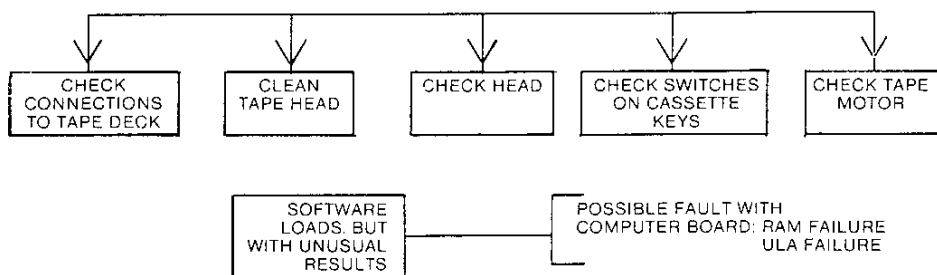 CHECK
CONNECTIONS
TO TAPE DECK
CLEAN
TAPE HEAD
CHECK HEAD
CHECK SWITCHES
ON CASSETTE
KEYS
CHECK TAPE
MOTOR
SOFTWARE
LOADS, BUT
WITH UNUSUAL
RESULTS
POSSIBLE FAULT WITH
COMPUTER BOARD: RAM FAILURE
ULA FAILURE